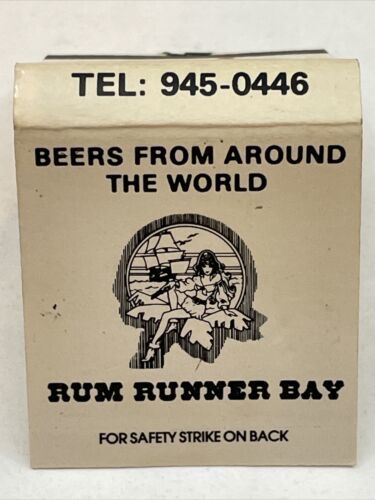 TEL: 945-0446
BEERS FROM AROUND
THE WORLD
RUM RUNNER BAY
FOR SAFETY STRIKE ON BACK